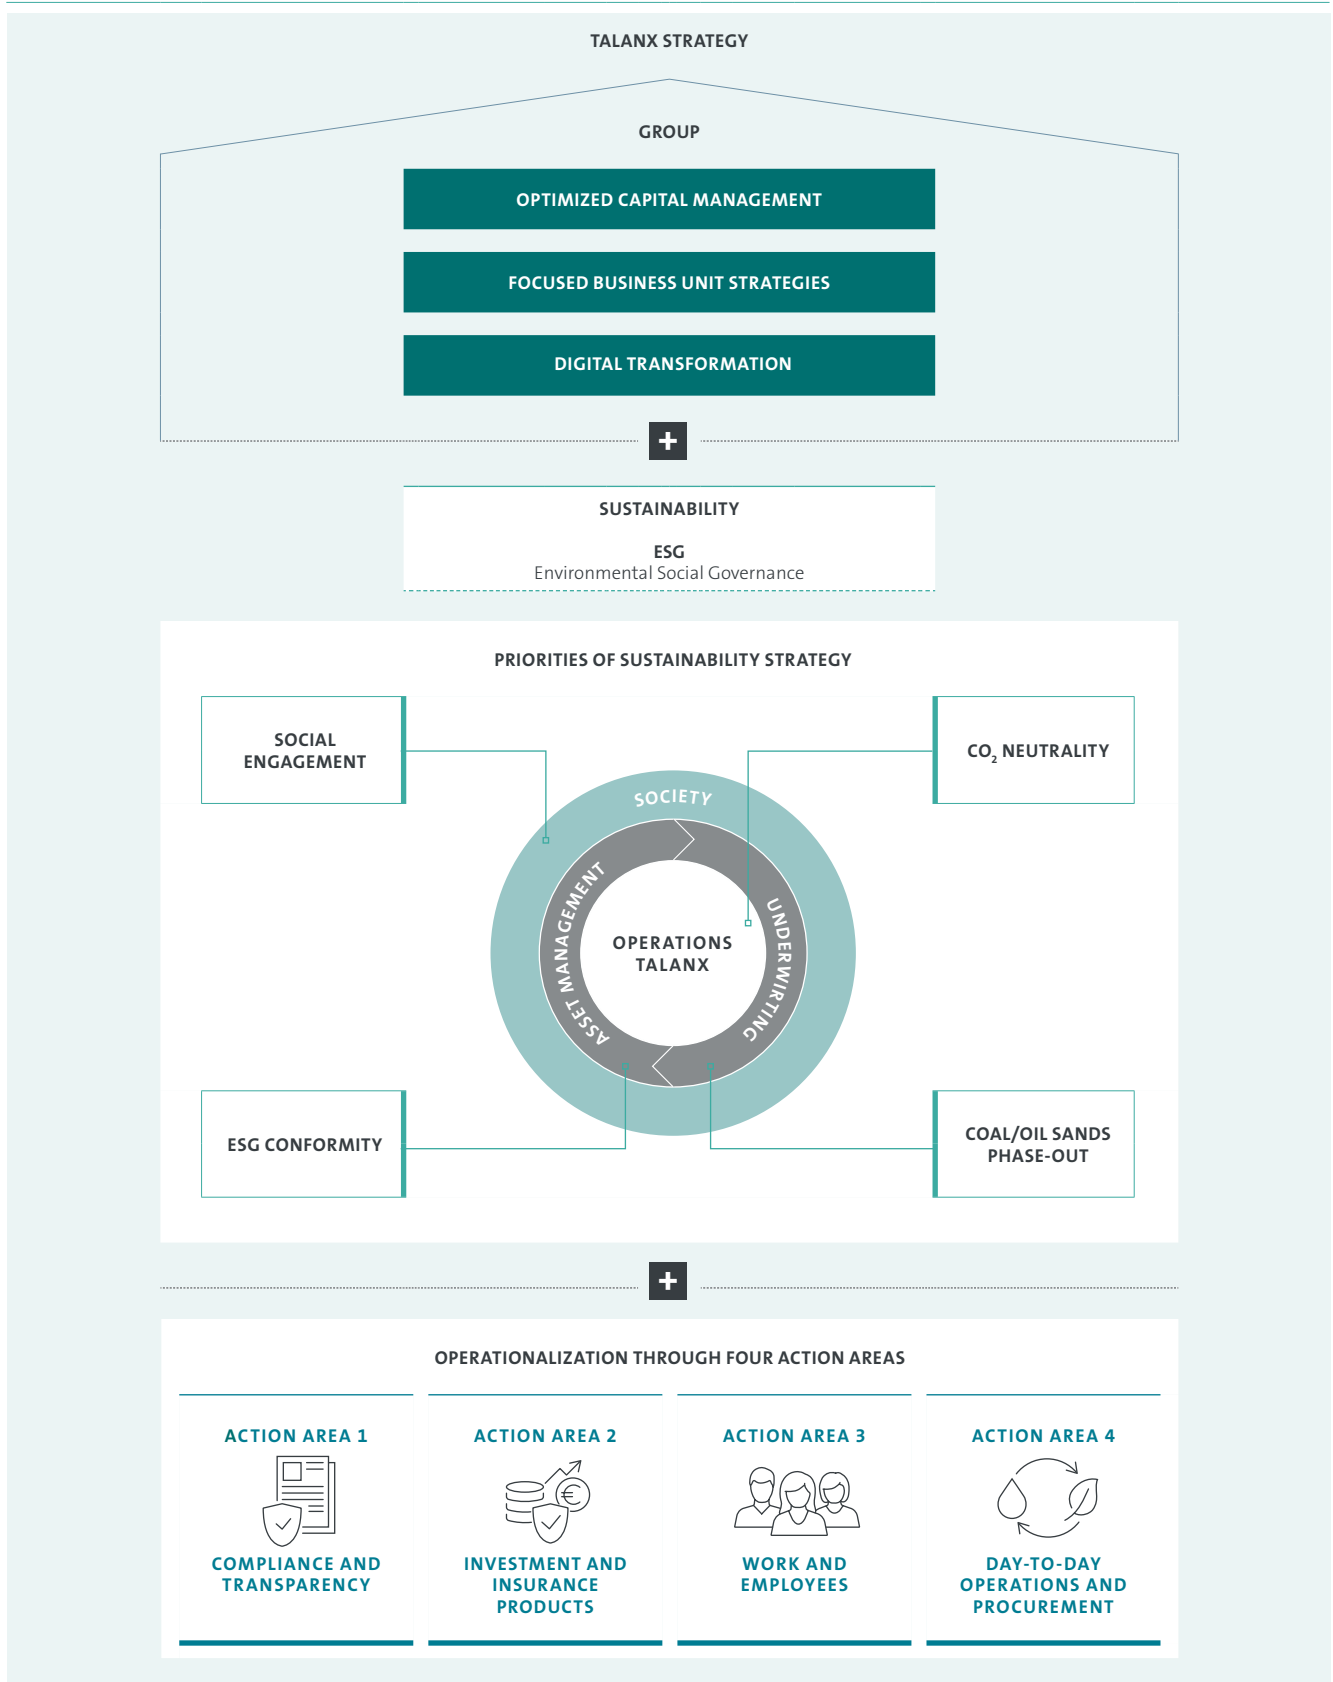 TALANX STRATEGY
GROUP
OPTIMIZED CAPITAL MANAGEMENT
FOCUSED BUSINESS UNIT STRATEGIES
DIGITAL TRANSFORMATION
+
SUSTAINABILITY
ESG
Environmental Social Governance
PRIORITIES OF SUSTAINABILITY STRATEGY
SOCIAL
ENGAGEMENT
CO₂ NEUTRALITY
SOCIETY
ASSET MANAGEMENT
UNDERWIRTING
OPERATIONS
TALANX
ESG CONFORMITY
COAL/OIL SANDS
PHASE-OUT
+
OPERATIONALIZATION THROUGH FOUR ACTION AREAS
ACTION AREA 1
COMPLIANCE AND
TRANSPARENCY
ACTION AREA 2
€
INVESTMENT AND
INSURANCE
PRODUCTS
ACTION AREA 3
WORK AND
EMPLOYEES
ACTION AREA 4
DAY-TO-DAY
OPERATIONS AND
PROCUREMENT